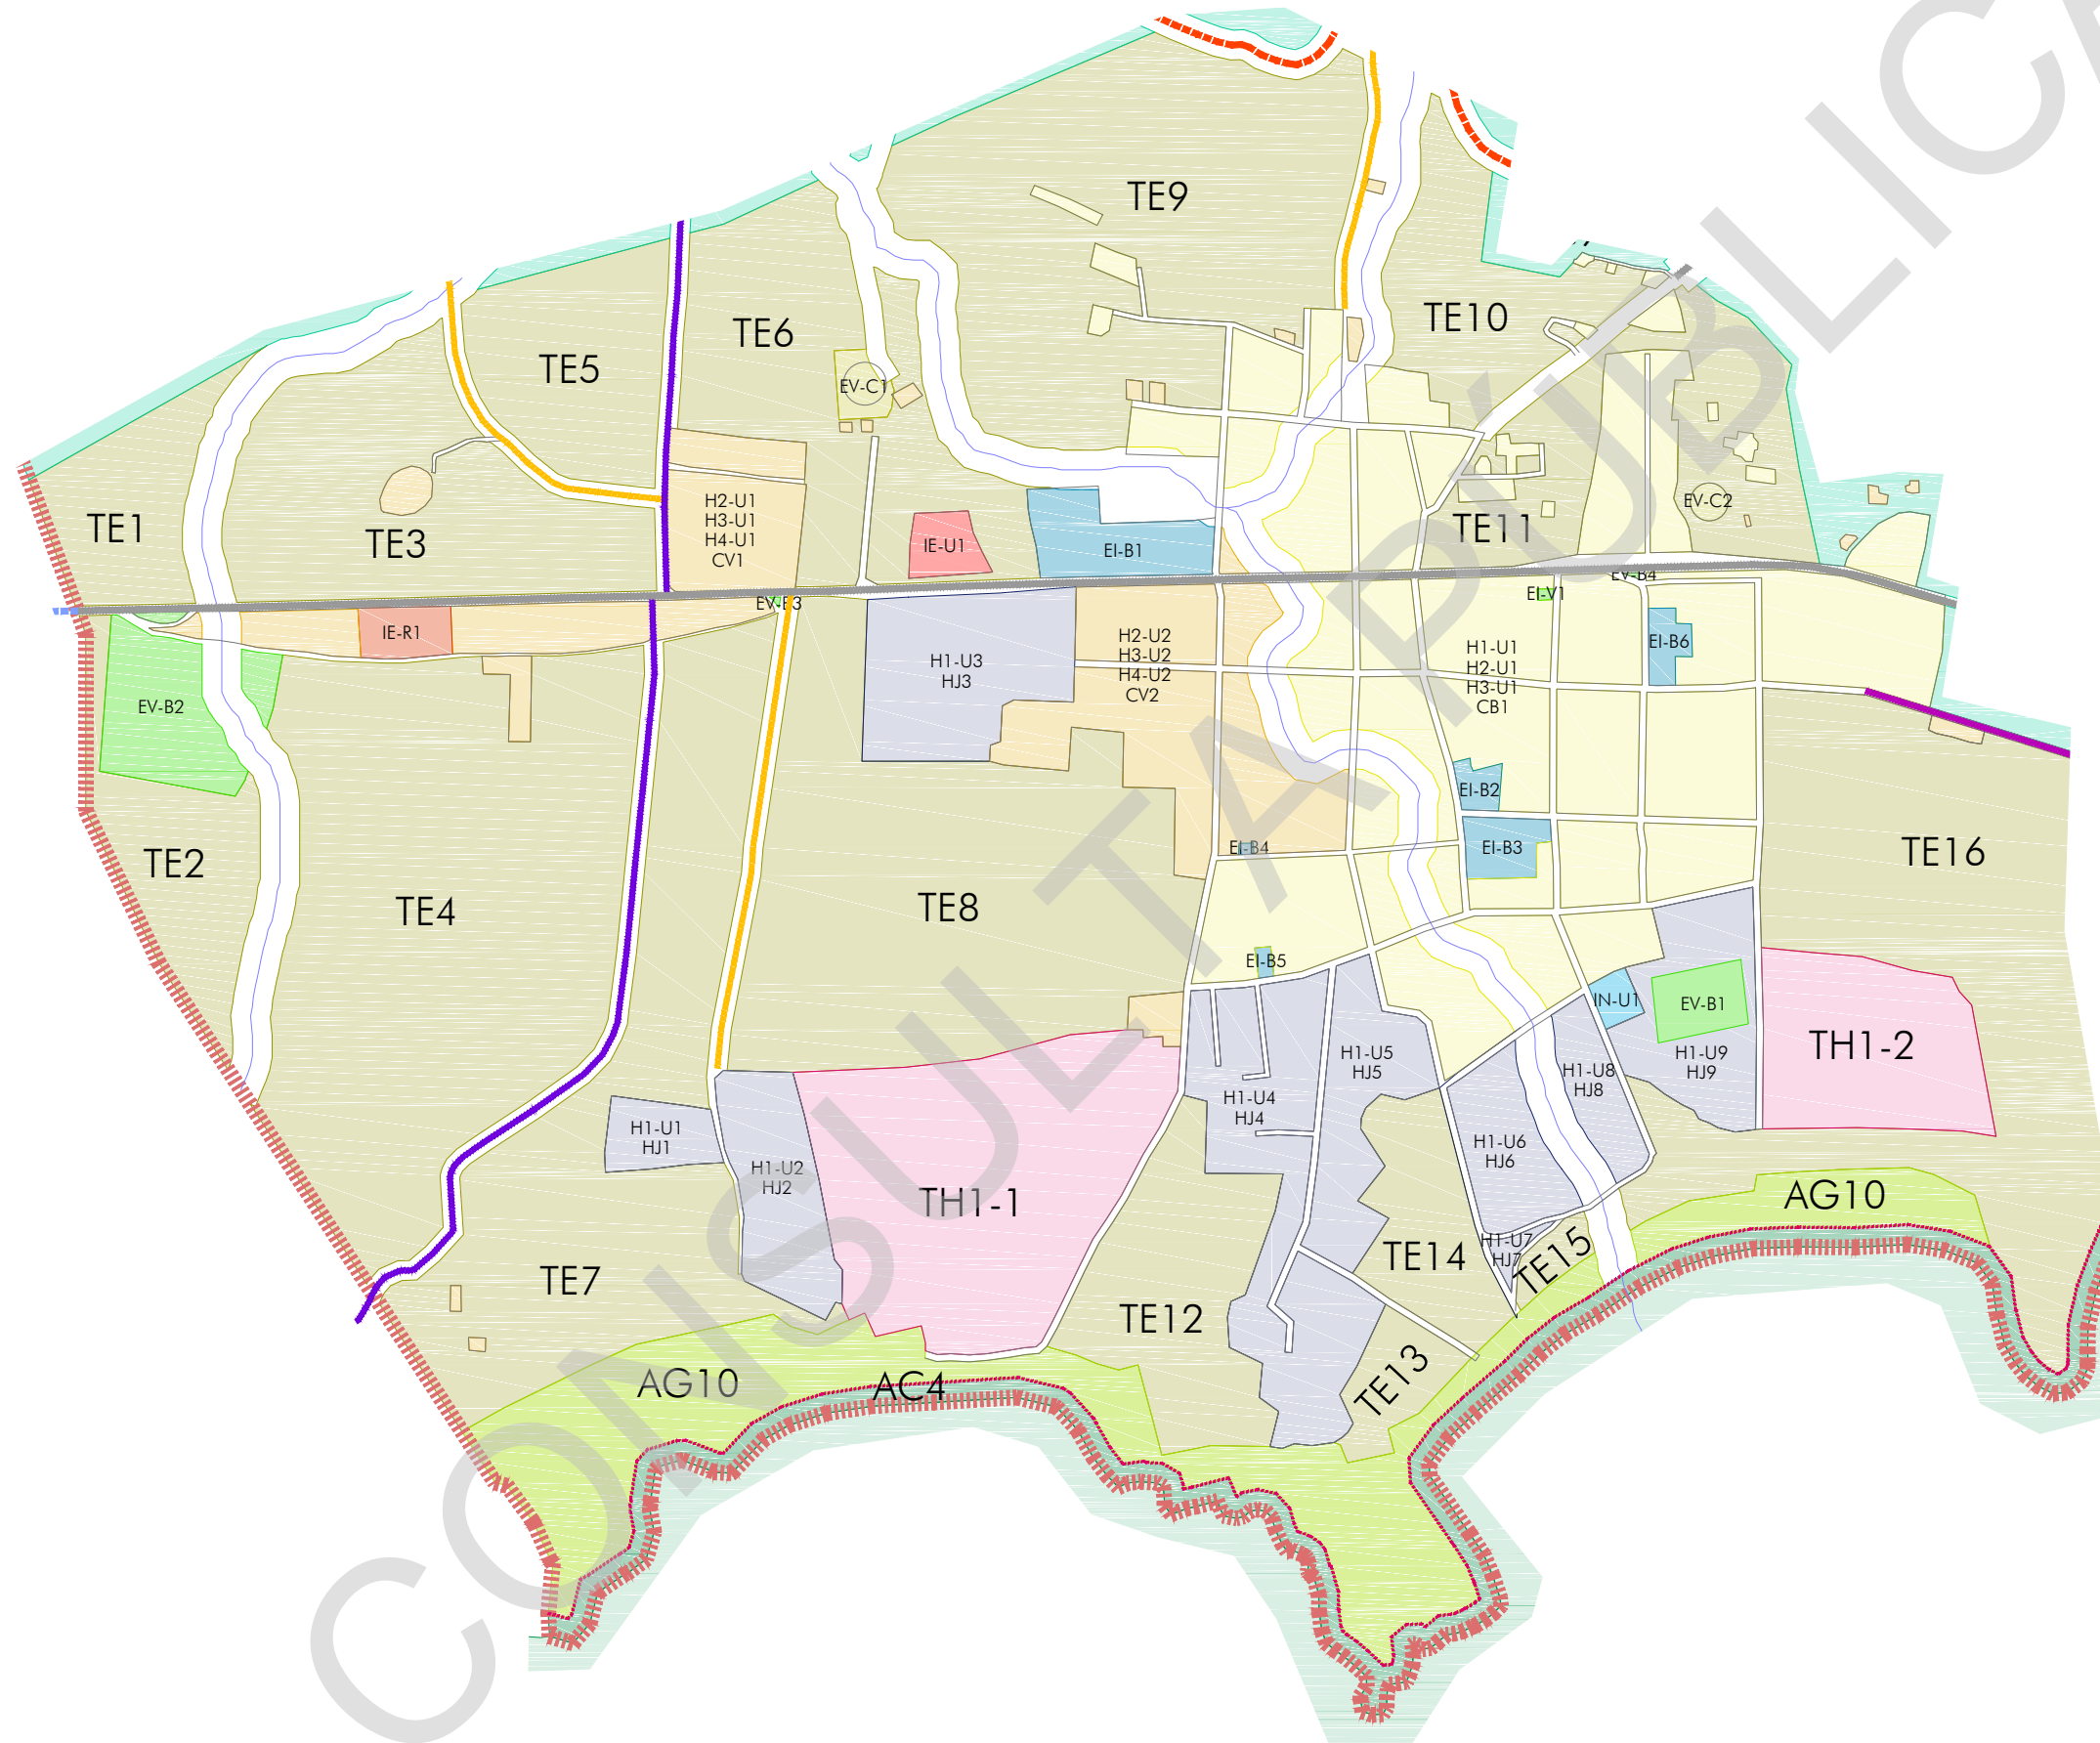 CONSULTA PÚBLICA
TE9
TE10
TE6
TE5
EV-C1
EV-C2
TE1
TE3
H2-U1
H3-U1
H4-U1
CV1
IE-U1
EI-B1
TE11
EV-B4
EV-B3
EI-V1
IE-R1
H1-U3
HJ3
H2-U2
H3-U2
H4-U2
CV2
H1-U1
H2-U1
H3-U1
CB1
EI-B6
EV-B2
EI-B2
TE2
EI-B4
EI-B3
TE16
TE4
TE8
EI-B5
IN-U1
EV-B1
TH1-2
H1-U5
HJ5
H1-U9
HJ9
H1-U8
HJ8
H1-U4
HJ4
H1-U1
HJ1
H1-U6
HJ6
H1-U2
HJ2
TH1-1
AG10
H1-U7
HJ7
TE14
TE15
TE7
TE12
TE13
AG10
AC4